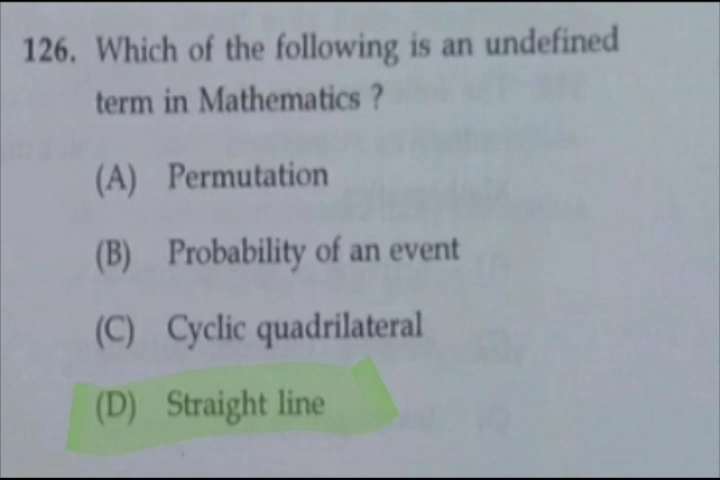 126. Which of the following is an undefined
term in Mathematics ?
(A) Permutation
(B) Probability of an event
(C) Cyclic quadrilateral
(D) Straight line